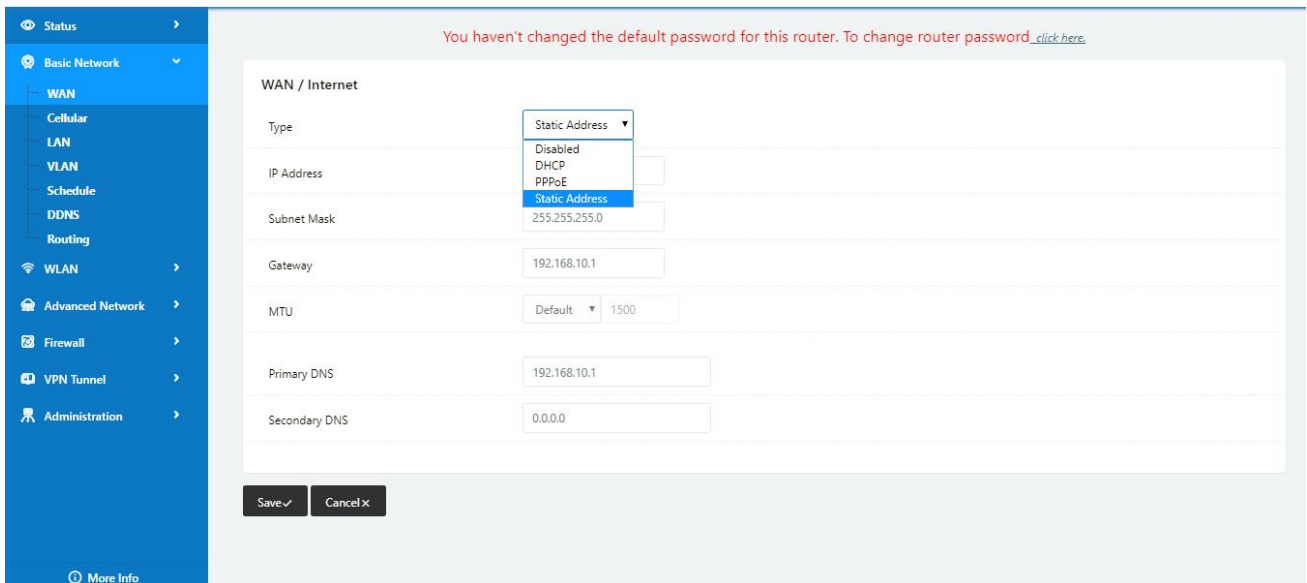 Status
You haven't changed the default password for this router. To change router password click here.
Basic Network
WAN
Cellular
LAN
VLAN
Schedule
DDNS
Routing
WLAN
Advanced Network
Firewall
VPN Tunnel
Administration
More Info
WAN / Internet
Type
Static Address
Disabled
DHCP
PPPoE
Static Address
IP Address
Subnet Mask
255.255.255.0
Gateway
192.168.10.1
MTU
Default 1500
Primary DNS
192.168.10.1
Secondary DNS
0.0.0.0
Save Cancel